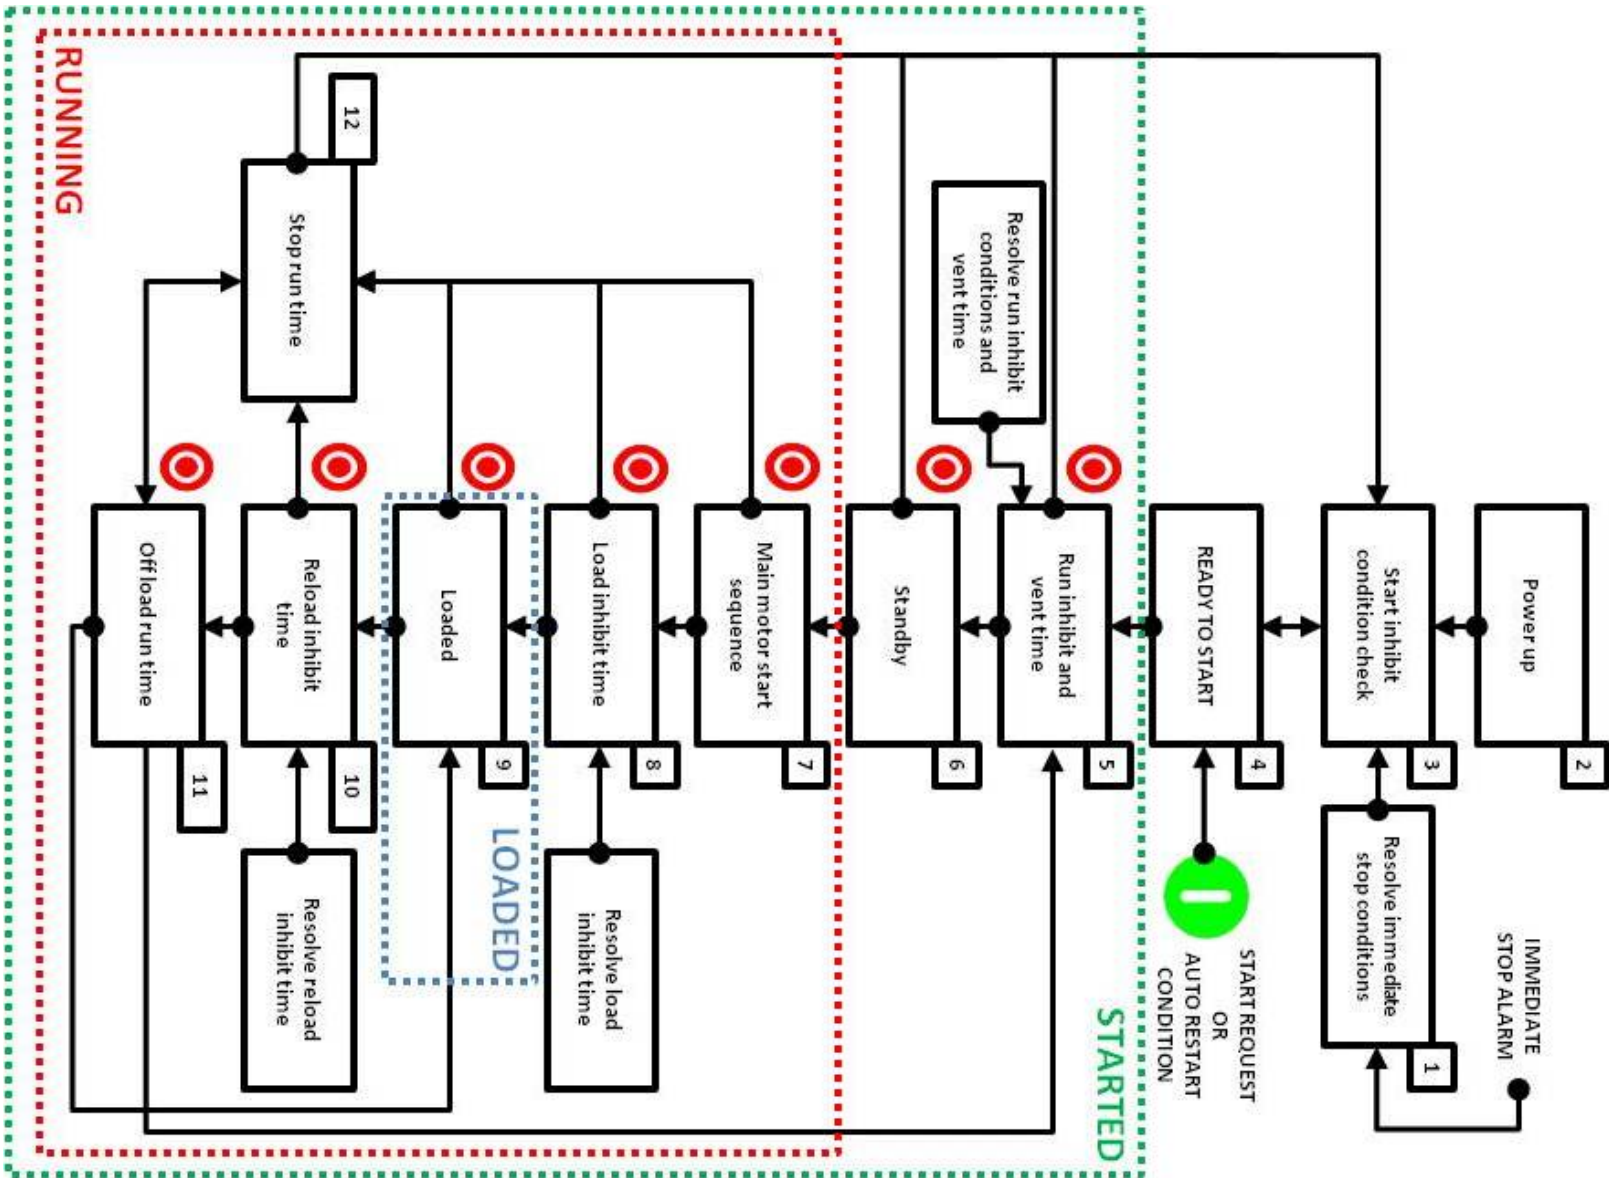 2
Power up
IMMEDIATE
STOP ALARM
3
Start inhibit
condition check
1
Resolve immediate
stop conditions
4
READY TO START
START REQUEST
OR
AUTO RESTART
CONDITION
STARTED
5
Run inhibit and
vent time
Resolve run inhibit
conditions and
vent time
6
Standby
7
Main motor start
sequence
8
Load inhibit time
Resolve load
inhibit time
9
Loaded
LOADED
10
Reload inhibit
time
Resolve reload
inhibit time
12
Stop run time
11
Off load run time
RUNNING